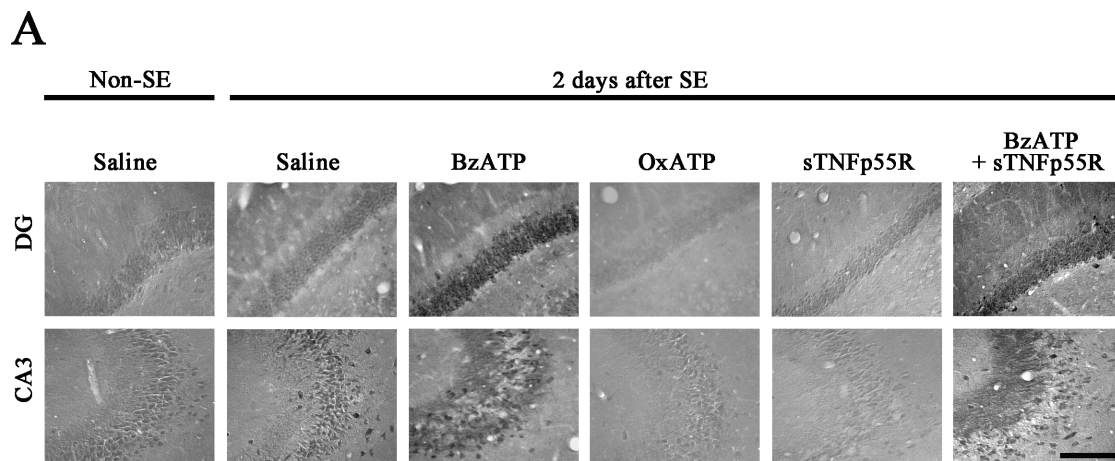 A
Non-SE
2 days after SE
Saline
Saline
BzATP
OxATP
sTNFp55R
BzATP
+ sTNFp55R
DG
CA3